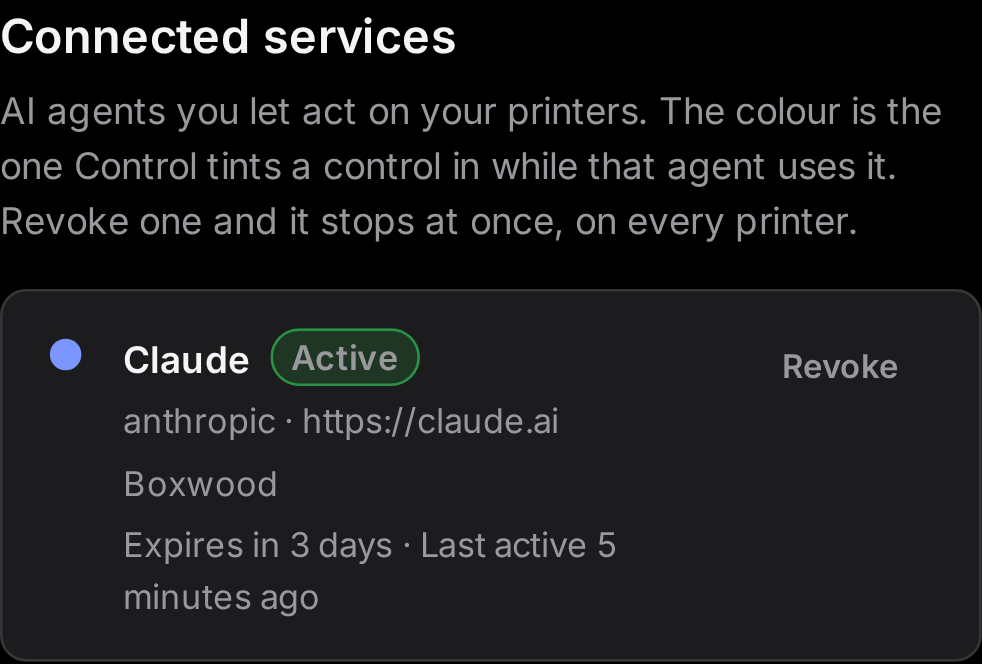 Connected services
AI agents you let act on your printers. The colour is the
one Control tints a control in while that agent uses it.
Revoke one and it stops at once, on every printer.
Claude Active
Revoke
anthropic · https://claude.ai
Boxwood
Expires in 3 days · Last active 5
minutes ago